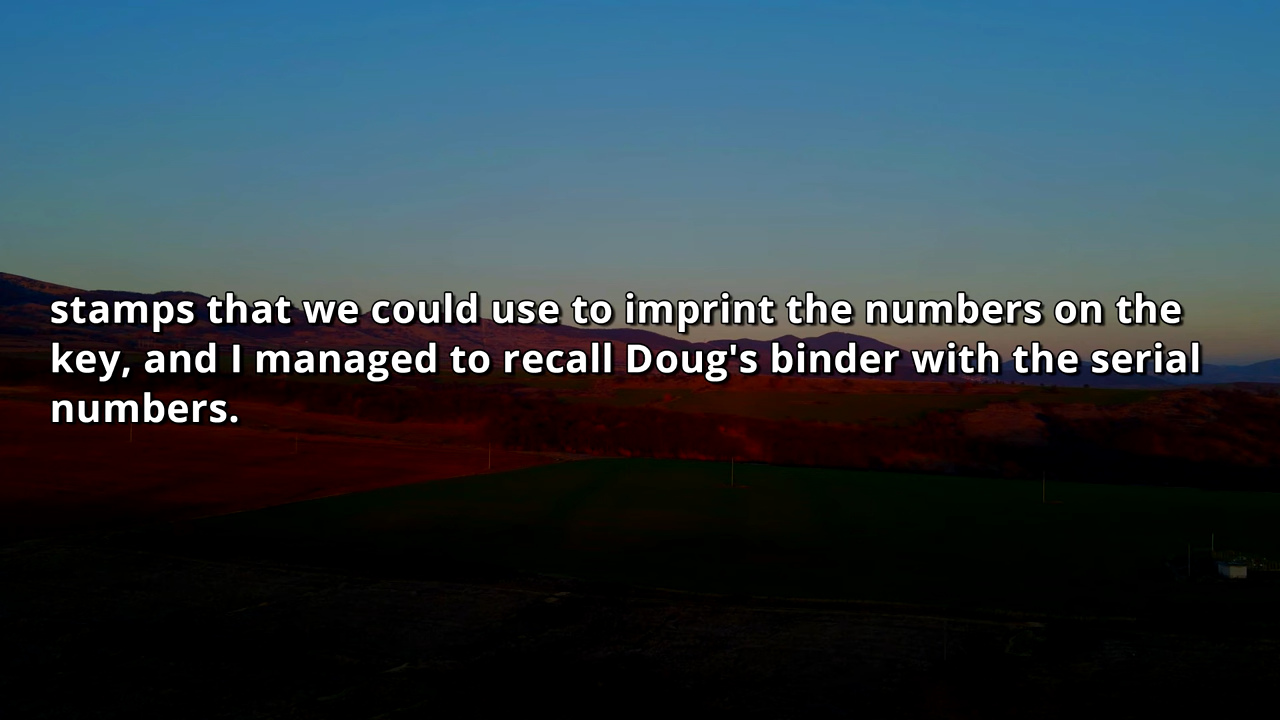 stamps that we could use to imprint the numbers on the
key, and I managed to recall Doug's binder with the serial
numbers.